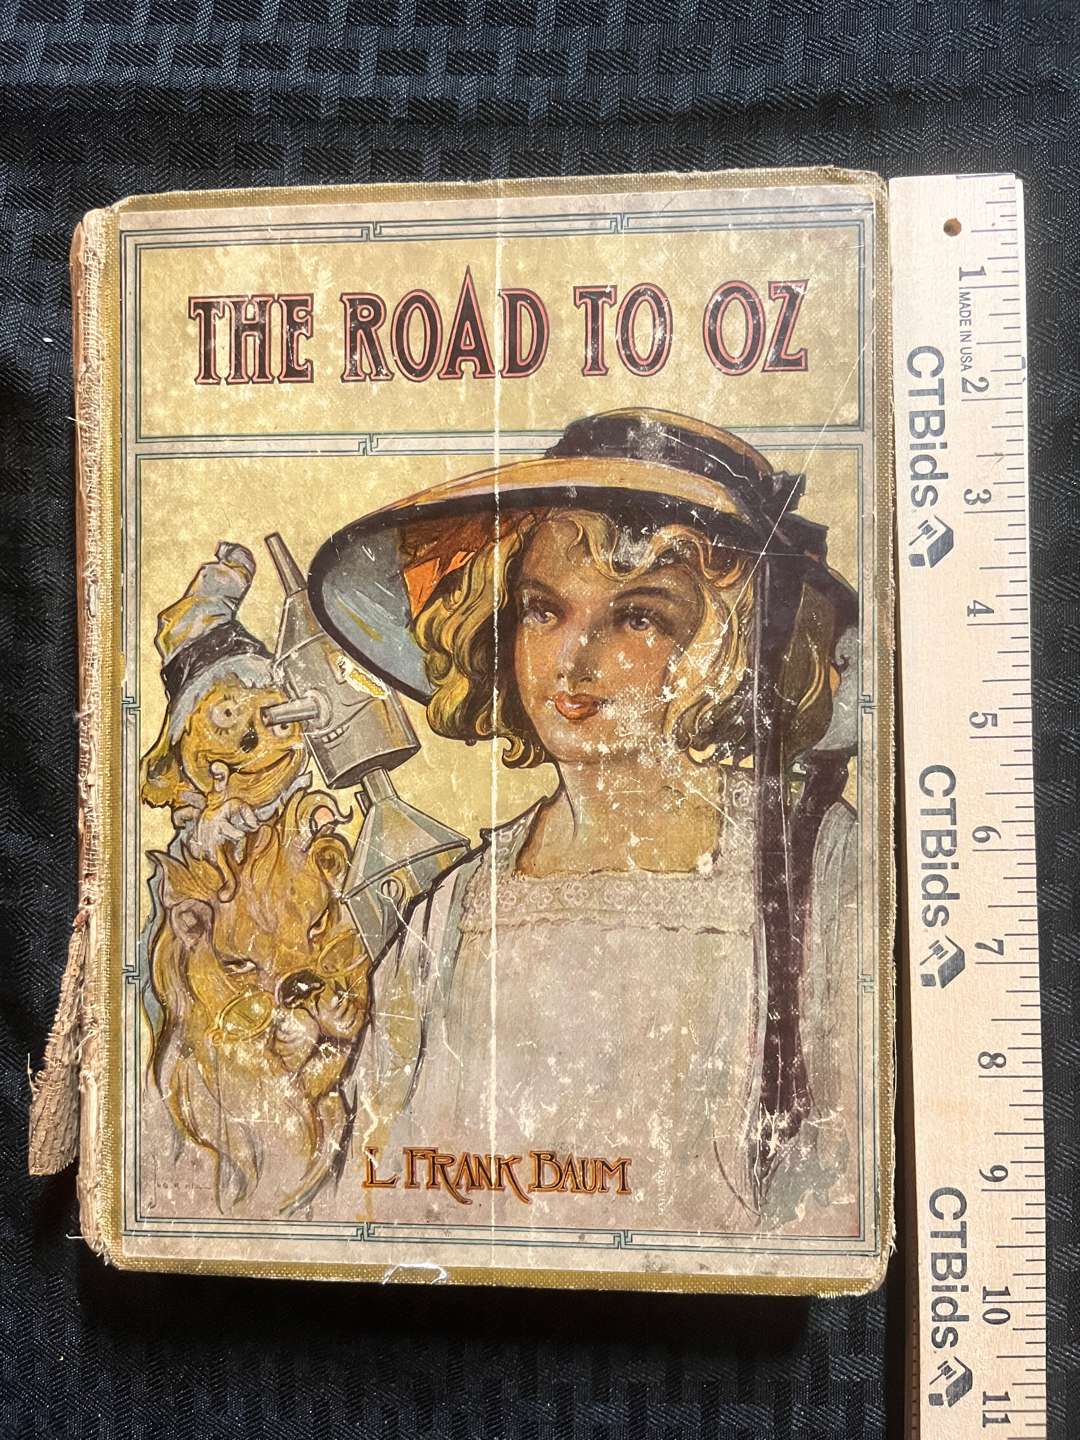 THE ROAD TO OZ
L. FRANK BAUM
1 2 3 4 5 6 7 8 9 10 11
MADE IN USA
CTBids
CTBids
CTBids